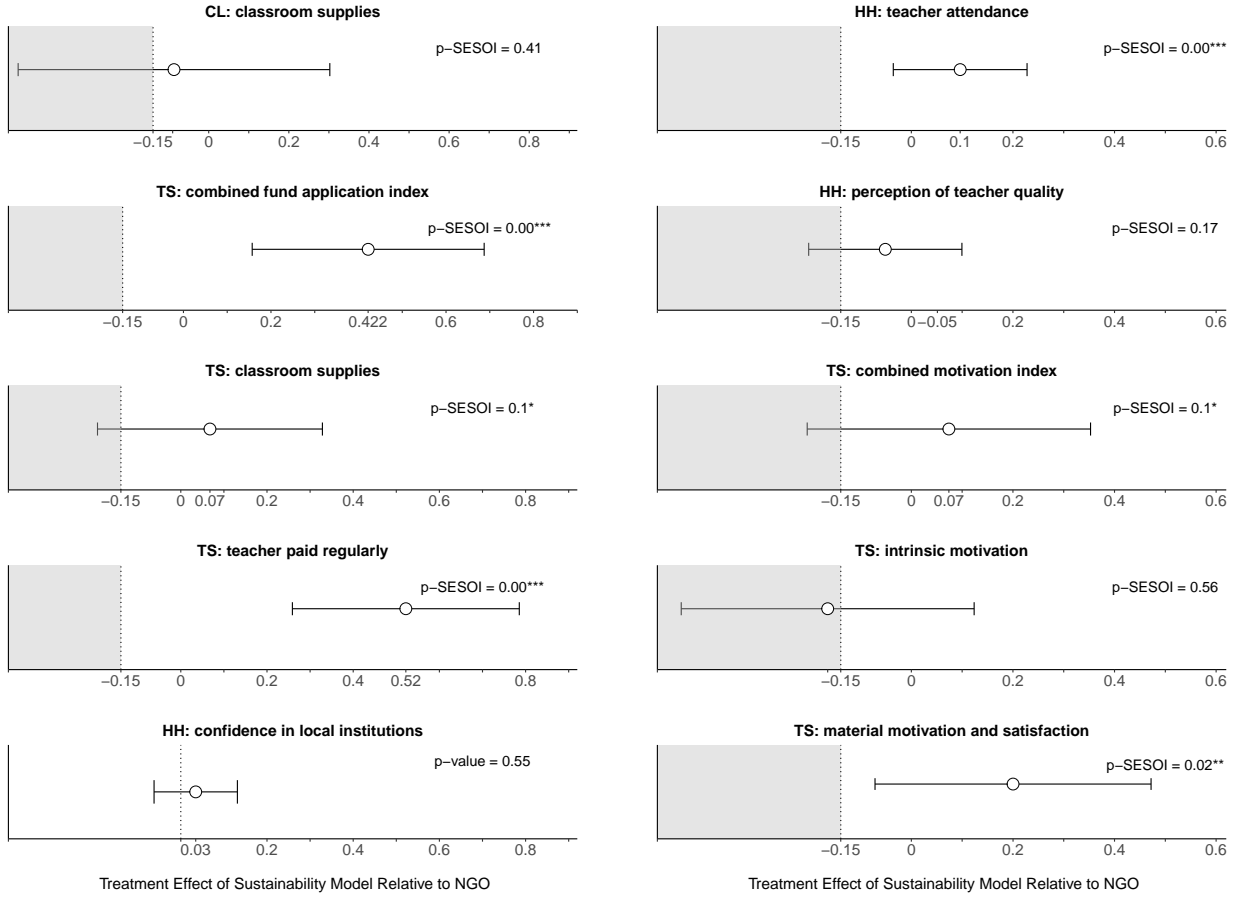 CL: classroom supplies
p−SESOI = 0.41
−0.15 0 0.2 0.4 0.6 0.8
TS: combined fund application index
p−SESOI = 0.00***
−0.15 0 0.2 0.422 0.6 0.8
TS: classroom supplies
p−SESOI = 0.1*
−0.15 0 0.07 0.2 0.4 0.6 0.8
TS: teacher paid regularly
p−SESOI = 0.00***
−0.15 0 0.2 0.4 0.52 0.8
HH: confidence in local institutions
p−value = 0.55
0.03 0.2 0.4 0.6 0.8
Treatment Effect of Sustainability Model Relative to NGO
HH: teacher attendance
p−SESOI = 0.00***
−0.15 0 0.1 0.2 0.4 0.6
HH: perception of teacher quality
p−SESOI = 0.17
−0.15 0 −0.05 0.2 0.4 0.6
TS: combined motivation index
p−SESOI = 0.1*
−0.15 0 0.07 0.2 0.4 0.6
TS: intrinsic motivation
p−SESOI = 0.56
−0.15 0 0.2 0.4 0.6
TS: material motivation and satisfaction
p−SESOI = 0.02**
−0.15 0 0.2 0.4 0.6
Treatment Effect of Sustainability Model Relative to NGO